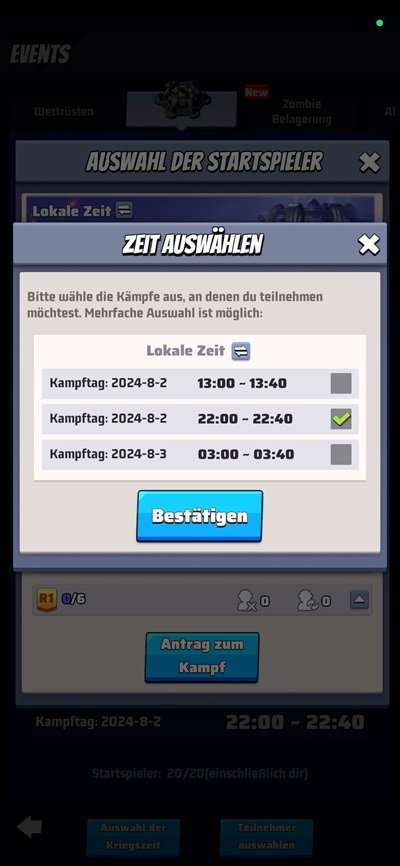 EVENTS
Wettrüsten
New
Zombie
Belagerung
Al
AUSWAHL DER STARTSPIELER
Lokale Zeit
ZEIT AUSWÄHLEN
Bitte wähle die Kämpfe aus, an denen du teilnehmen
möchtest. Mehrfache Auswahl ist möglich:
Lokale Zeit
Kampftag: 2024-8-2 13:00 ~ 13:40
Kampftag: 2024-8-2 22:00 ~ 22:40
Kampftag: 2024-8-3 03:00 ~ 03:40
Bestätigen
R1 0/6 0 0
Antrag zum
Kampf
Kampftag: 2024-8-2 22:00 ~ 22:40
Startspieler: 20/20(einschließlich dir)
Auswahl der
Kriegszeit
Teilnehmer
auswählen